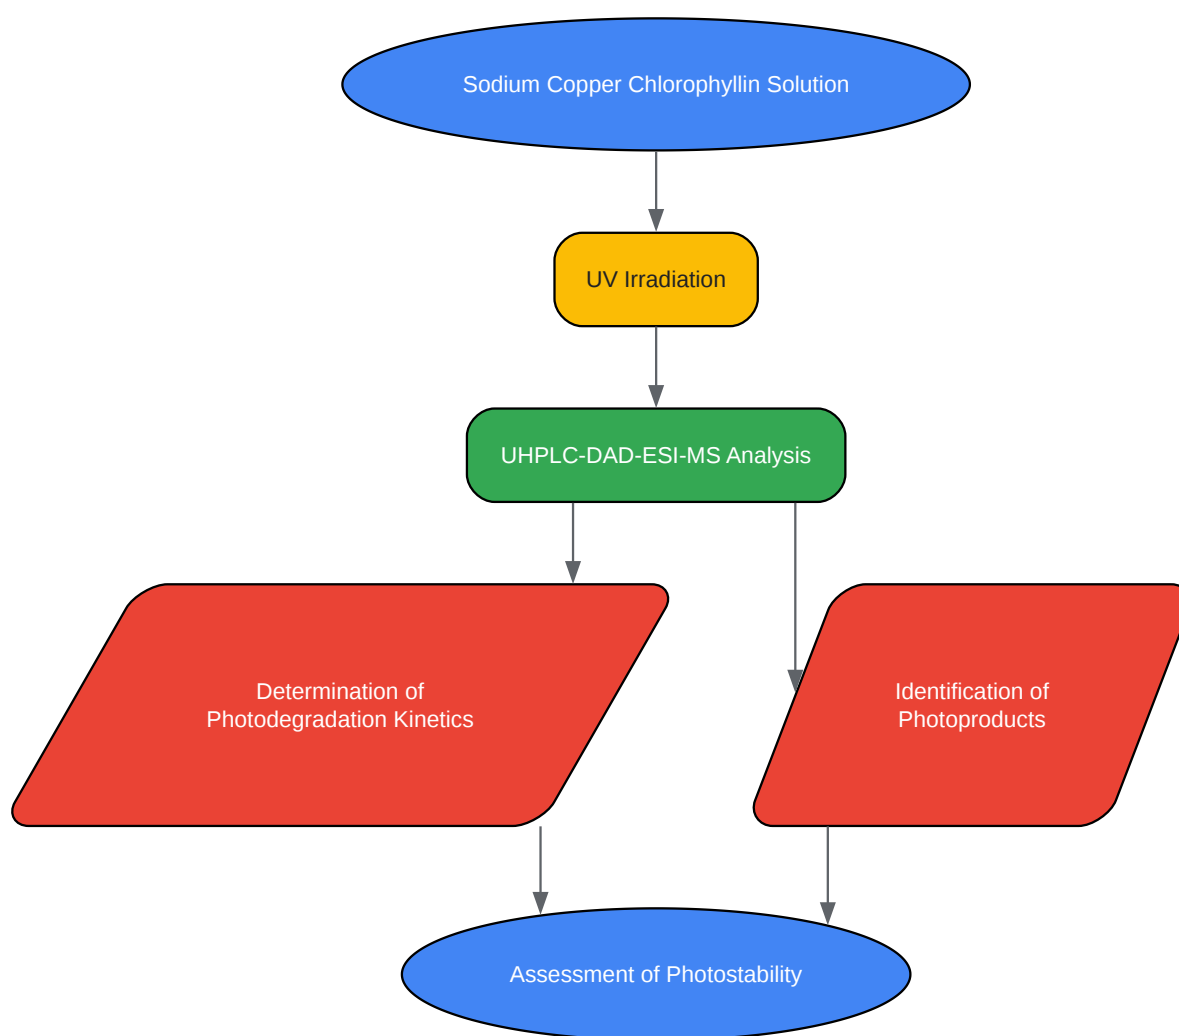 Sodium Copper Chlorophyllin Solution
UV Irradiation
UHPLC-DAD-ESI-MS Analysis
Determination of
Photodegradation Kinetics
Identification of
Photoproducts
Assessment of Photostability